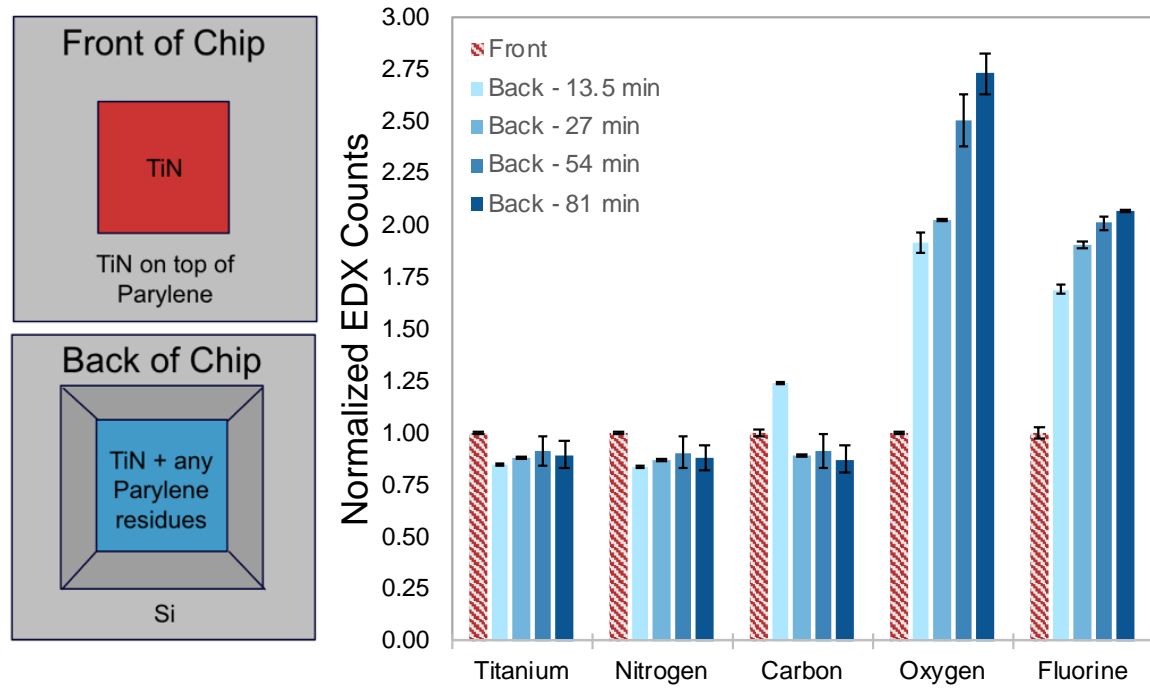 Front of Chip
TiN
TiN on top of
Parylene
Back of Chip
TiN + any
Parylene
residues
Si
Normalized EDX Counts
3.00
2.75
2.50
2.25
2.00
1.75
1.50
1.25
1.00
0.75
0.50
0.25
0.00
Front
Back - 13.5 min
Back - 27 min
Back - 54 min
Back - 81 min
Titanium
Nitrogen
Carbon
Oxygen
Fluorine